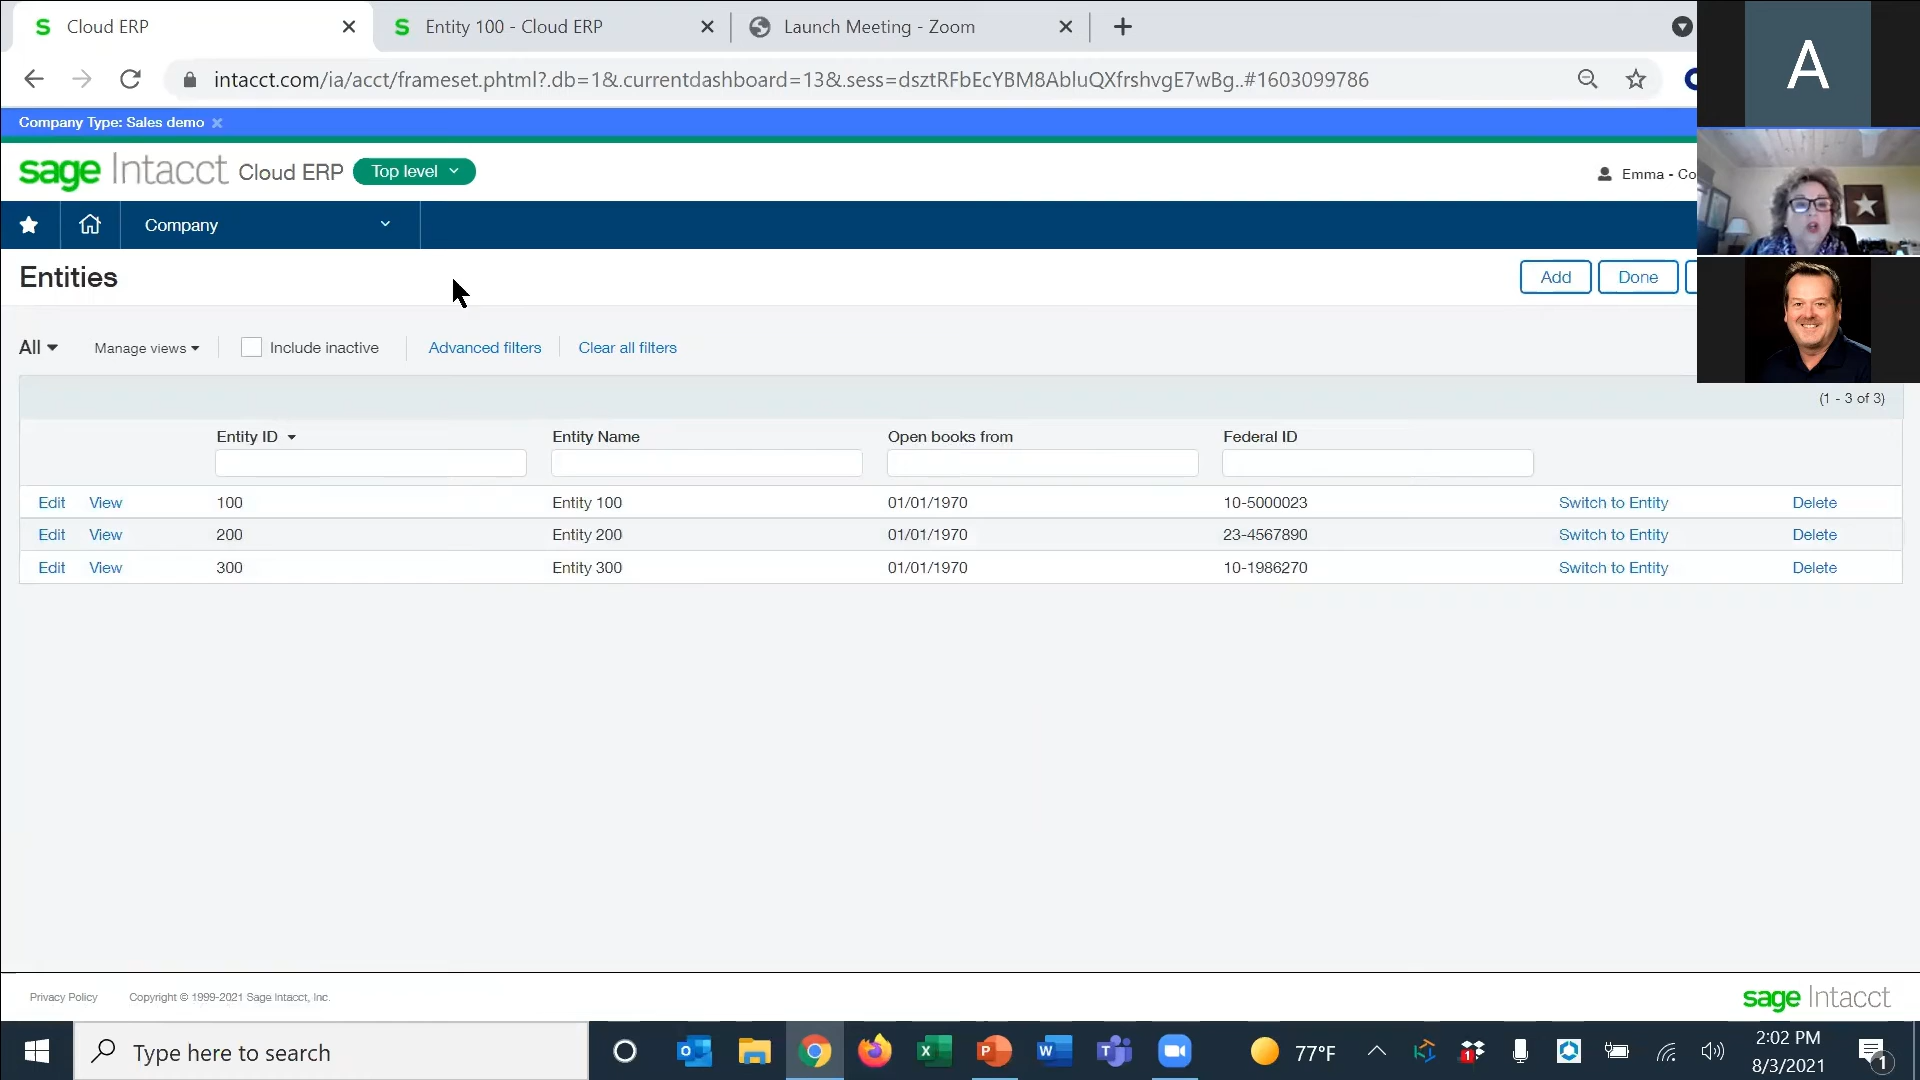 Cloud ERP
Entity 100 - Cloud ERP
Launch Meeting - Zoom
intacct.com/ia/acct/frameset.phtml?.db=1&.currentdashboard=13&.sess=dsztRFbEcYBM8AbluQXfrshvgE7wBg..#1603099786
A
Company Type: Sales demo
sage Intacct Cloud ERP Top level
Emma - Co
Company
Entities
Add Done
All Manage views Include inactive Advanced filters Clear all filters
(1 - 3 of 3)
Entity ID Entity Name Open books from Federal ID
Edit View 100 Entity 100 01/01/1970 10-5000023 Switch to Entity Delete
Edit View 200 Entity 200 01/01/1970 23-4567890 Switch to Entity Delete
Edit View 300 Entity 300 01/01/1970 10-1986270 Switch to Entity Delete
Privacy Policy Copyright © 1999-2021 Sage Intacct, Inc.
sage Intacct
Type here to search
77°F
2:02 PM
8/3/2021
1